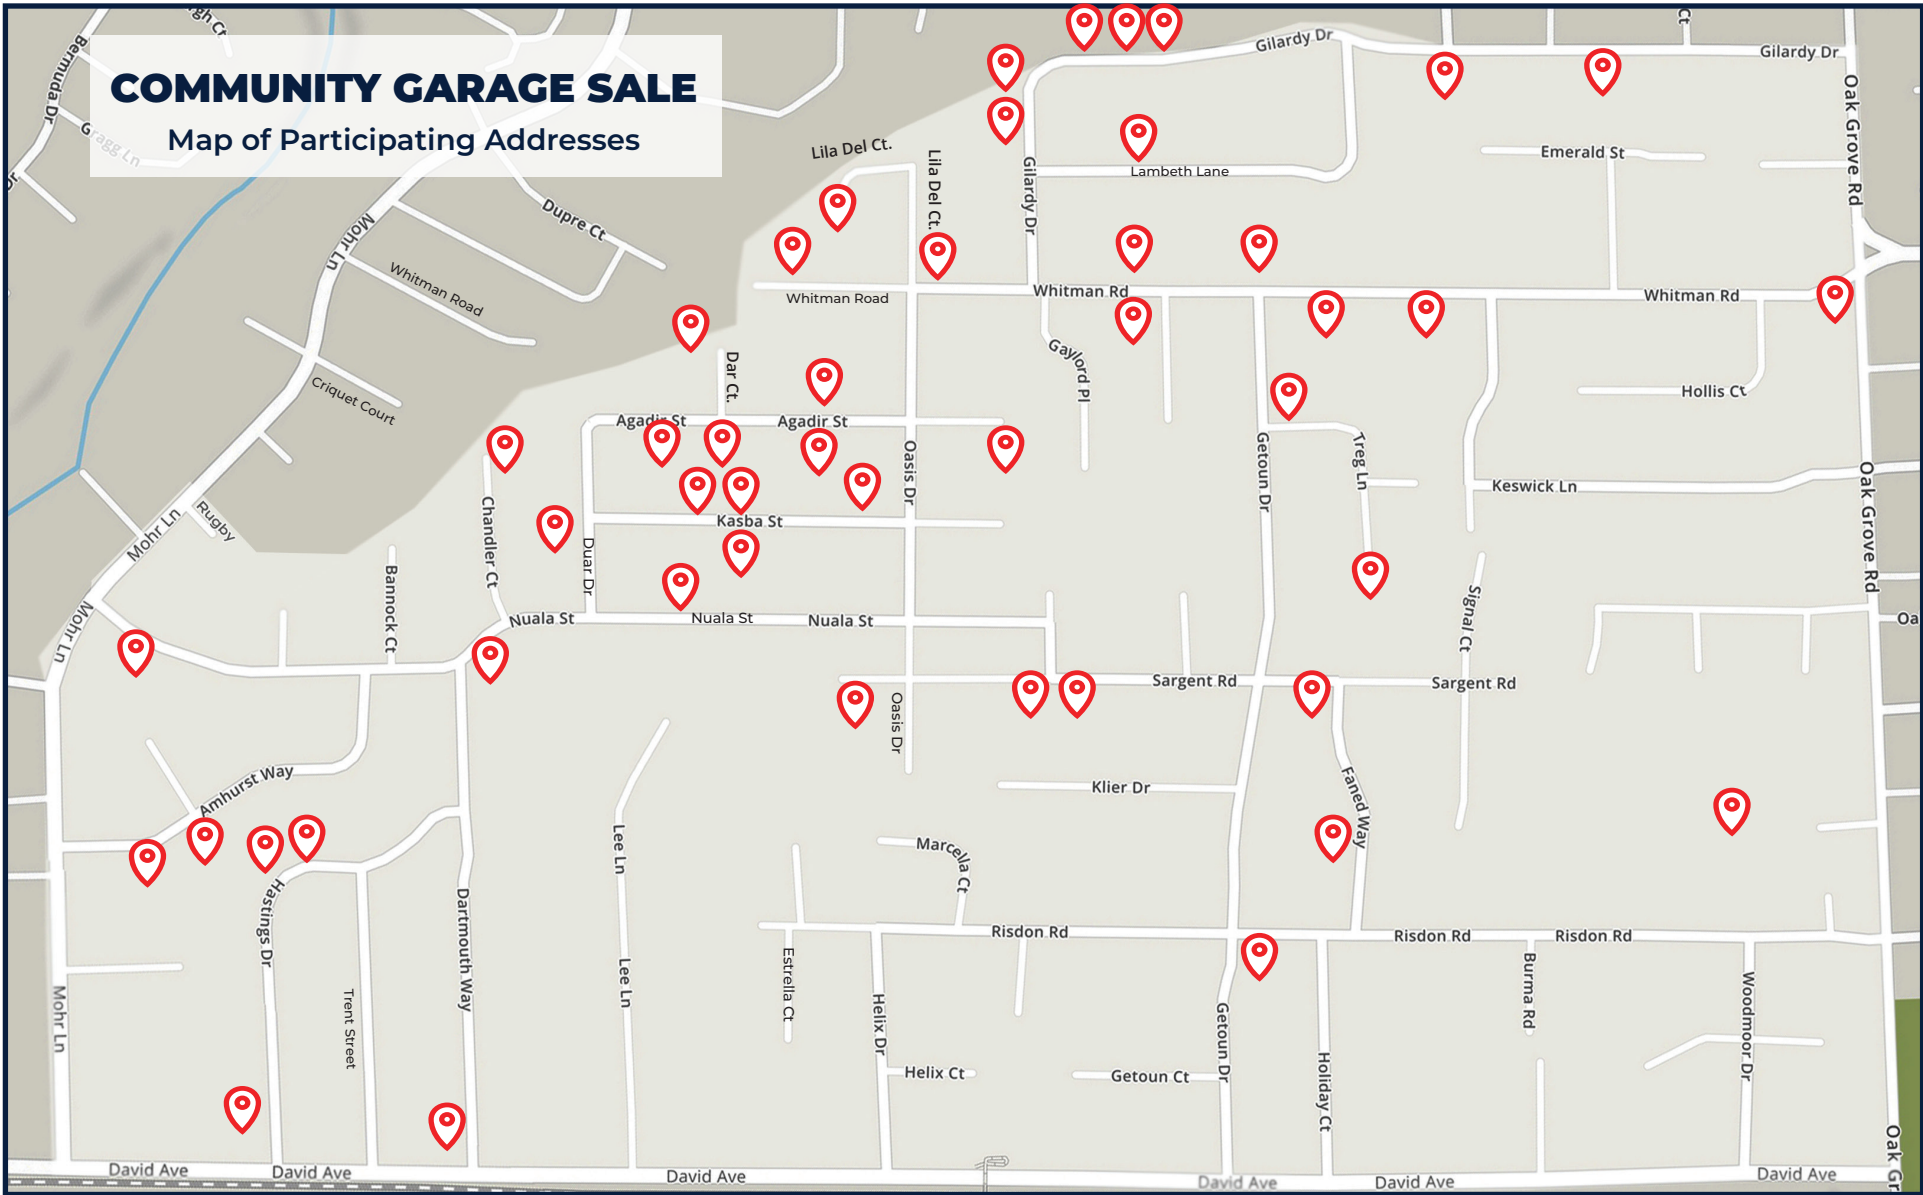 COMMUNITY GARAGE SALE
Map of Participating Addresses
Bermuda Dr
Gragg Ln
Dr
Ct
Gilardy Dr
Gilardy Dr
Oak Grove Rd
Lila Del Ct.
Lila Del Ct.
Gilardy Dr
Lambeth Lane
Emerald St
Dupre Ct
Mohr Ln
Whitman Road
Whitman Road
Whitman Rd
Whitman Rd
Criquet Court
Dar Ct.
Gaylord Pl
Hollis Ct
Agadir St
Agadir St
Oasis Dr
Getoun Dr
Treg Ln
Keswick Ln
Oak Grove Rd
Mohr Ln
Rugby
Chandler Ct
Kasba St
Duar Dr
Bannock Ct
Mohr Ln
Nuala St
Nuala St
Nuala St
Signal Ct
Oa
Sargent Rd
Sargent Rd
Oasis Dr
Amhurst Way
Klier Dr
Faned Way
Lee Ln
Marcella Ct
Hastings Dr
Dartmouth Way
Risdon Rd
Risdon Rd
Risdon Rd
Mohr Ln
Trent Street
Lee Ln
Estrella Ct
Helix Dr
Getoun Dr
Burma Rd
Woodmoor Dr
Helix Ct
Getoun Ct
Holiday Ct
Oak Gr
David Ave
David Ave
David Ave
David Ave
David Ave
David Ave